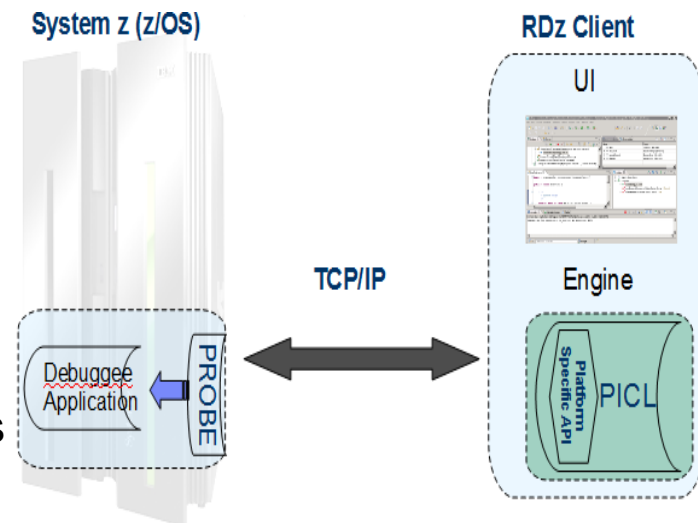 System z (z/OS)
RDz Client
UI
TCP/IP
Engine
Debuggee
Application
PROBE
Platform
Specific API
PICL
s